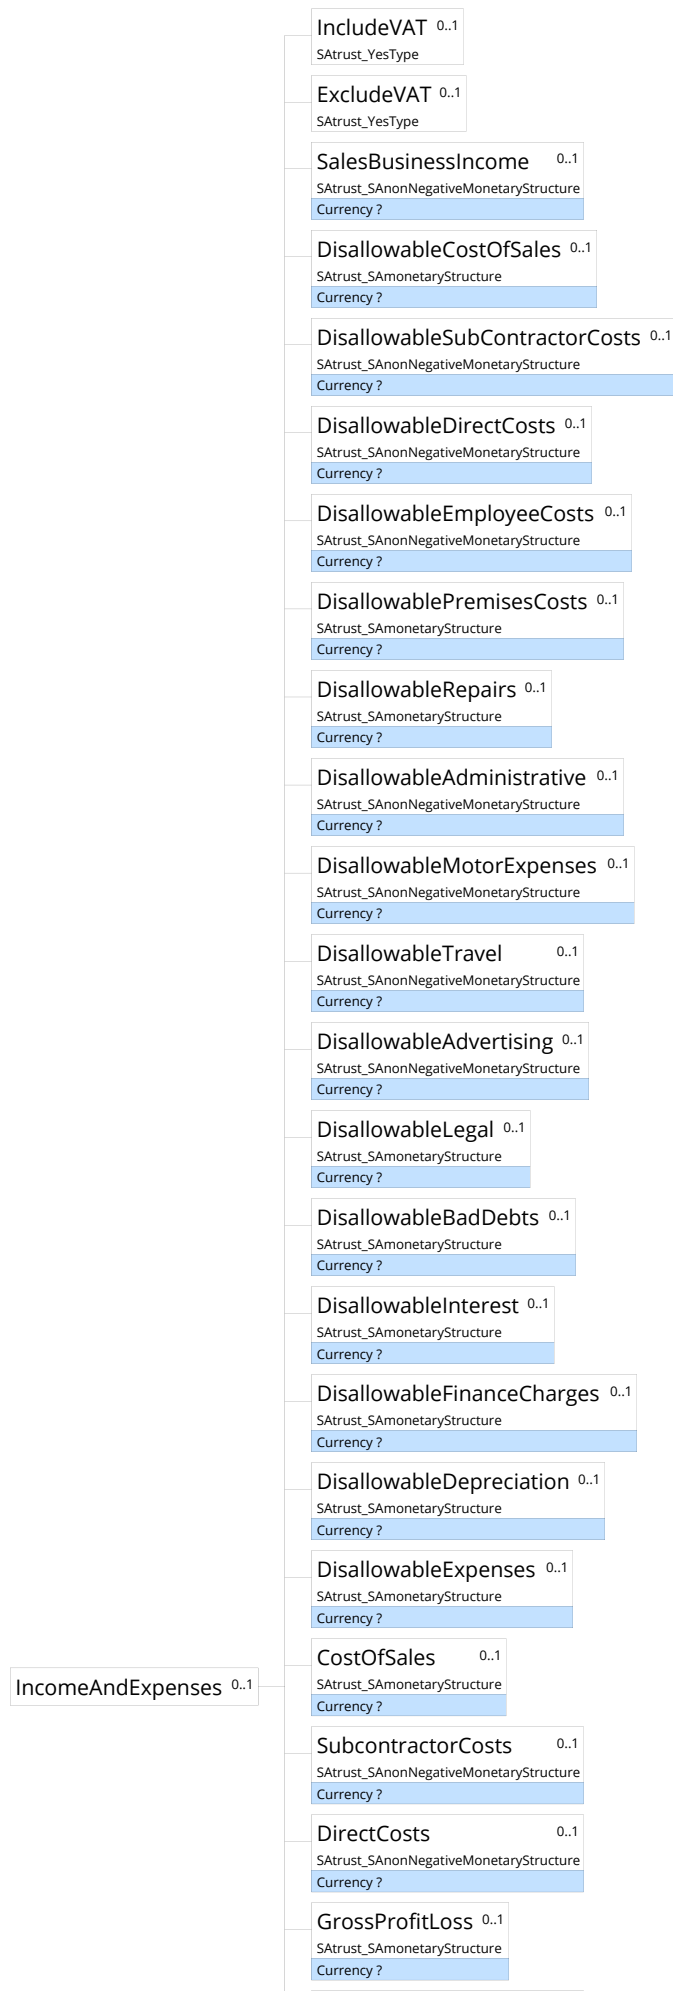 IncludeVAT 0..1
SAtrust_YesType
ExcludeVAT 0..1
SAtrust_YesType
SalesBusinessIncome 0..1
SAtrust_SAnonNegativeMonetaryStructure
Currency ?
DisallowableCostOfSales 0..1
SAtrust_SAmonetaryStructure
Currency ?
DisallowableSubContractorCosts 0..1
SAtrust_SAnonNegativeMonetaryStructure
Currency ?
DisallowableDirectCosts 0..1
SAtrust_SAnonNegativeMonetaryStructure
Currency ?
DisallowableEmployeeCosts 0..1
SAtrust_SAnonNegativeMonetaryStructure
Currency ?
DisallowablePremisesCosts 0..1
SAtrust_SAmonetaryStructure
Currency ?
DisallowableRepairs 0..1
SAtrust_SAmonetaryStructure
Currency ?
DisallowableAdministrative 0..1
SAtrust_SAnonNegativeMonetaryStructure
Currency ?
DisallowableMotorExpenses 0..1
SAtrust_SAnonNegativeMonetaryStructure
Currency ?
DisallowableTravel 0..1
SAtrust_SAnonNegativeMonetaryStructure
Currency ?
DisallowableAdvertising 0..1
SAtrust_SAnonNegativeMonetaryStructure
Currency ?
DisallowableLegal 0..1
SAtrust_SAmonetaryStructure
Currency ?
DisallowableBadDebts 0..1
SAtrust_SAmonetaryStructure
Currency ?
DisallowableInterest 0..1
SAtrust_SAmonetaryStructure
Currency ?
DisallowableFinanceCharges 0..1
SAtrust_SAmonetaryStructure
Currency ?
DisallowableDepreciation 0..1
SAtrust_SAmonetaryStructure
Currency ?
DisallowableExpenses 0..1
SAtrust_SAmonetaryStructure
Currency ?
IncomeAndExpenses 0..1
CostOfSales 0..1
SAtrust_SAmonetaryStructure
Currency ?
SubcontractorCosts 0..1
SAtrust_SAnonNegativeMonetaryStructure
Currency ?
DirectCosts 0..1
SAtrust_SAnonNegativeMonetaryStructure
Currency ?
GrossProfitLoss 0..1
SAtrust_SAmonetaryStructure
Currency ?